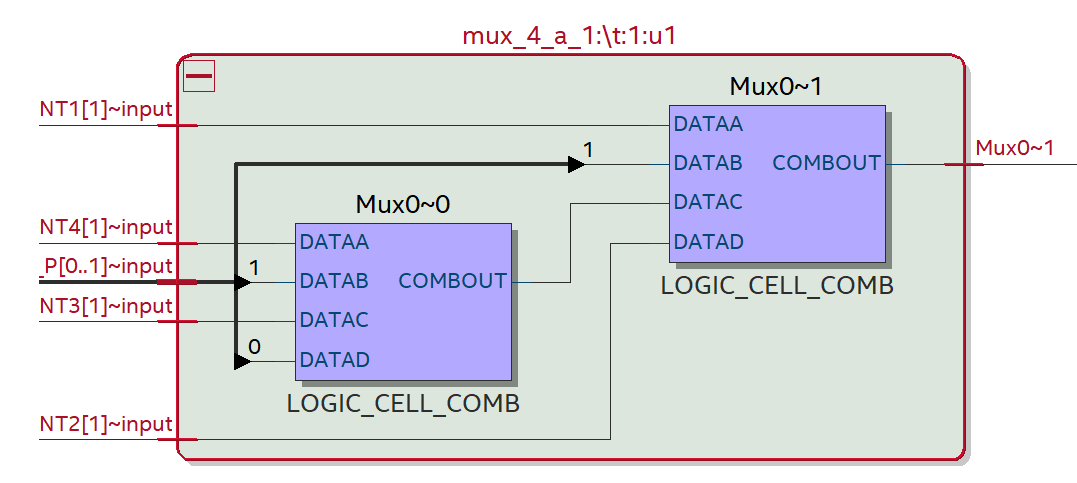 mux_4_a_1:\t:1:u1
Mux0~1
NT1[1]~input
DATAA
1
DATAB
COMBOUT
Mux0~1
DATAC
DATAD
LOGIC_CELL_COMB
Mux0~0
NT4[1]~input
DATAA
_P[0..1]~input
1
DATAB
COMBOUT
NT3[1]~input
DATAC
0
DATAD
LOGIC_CELL_COMB
NT2[1]~input